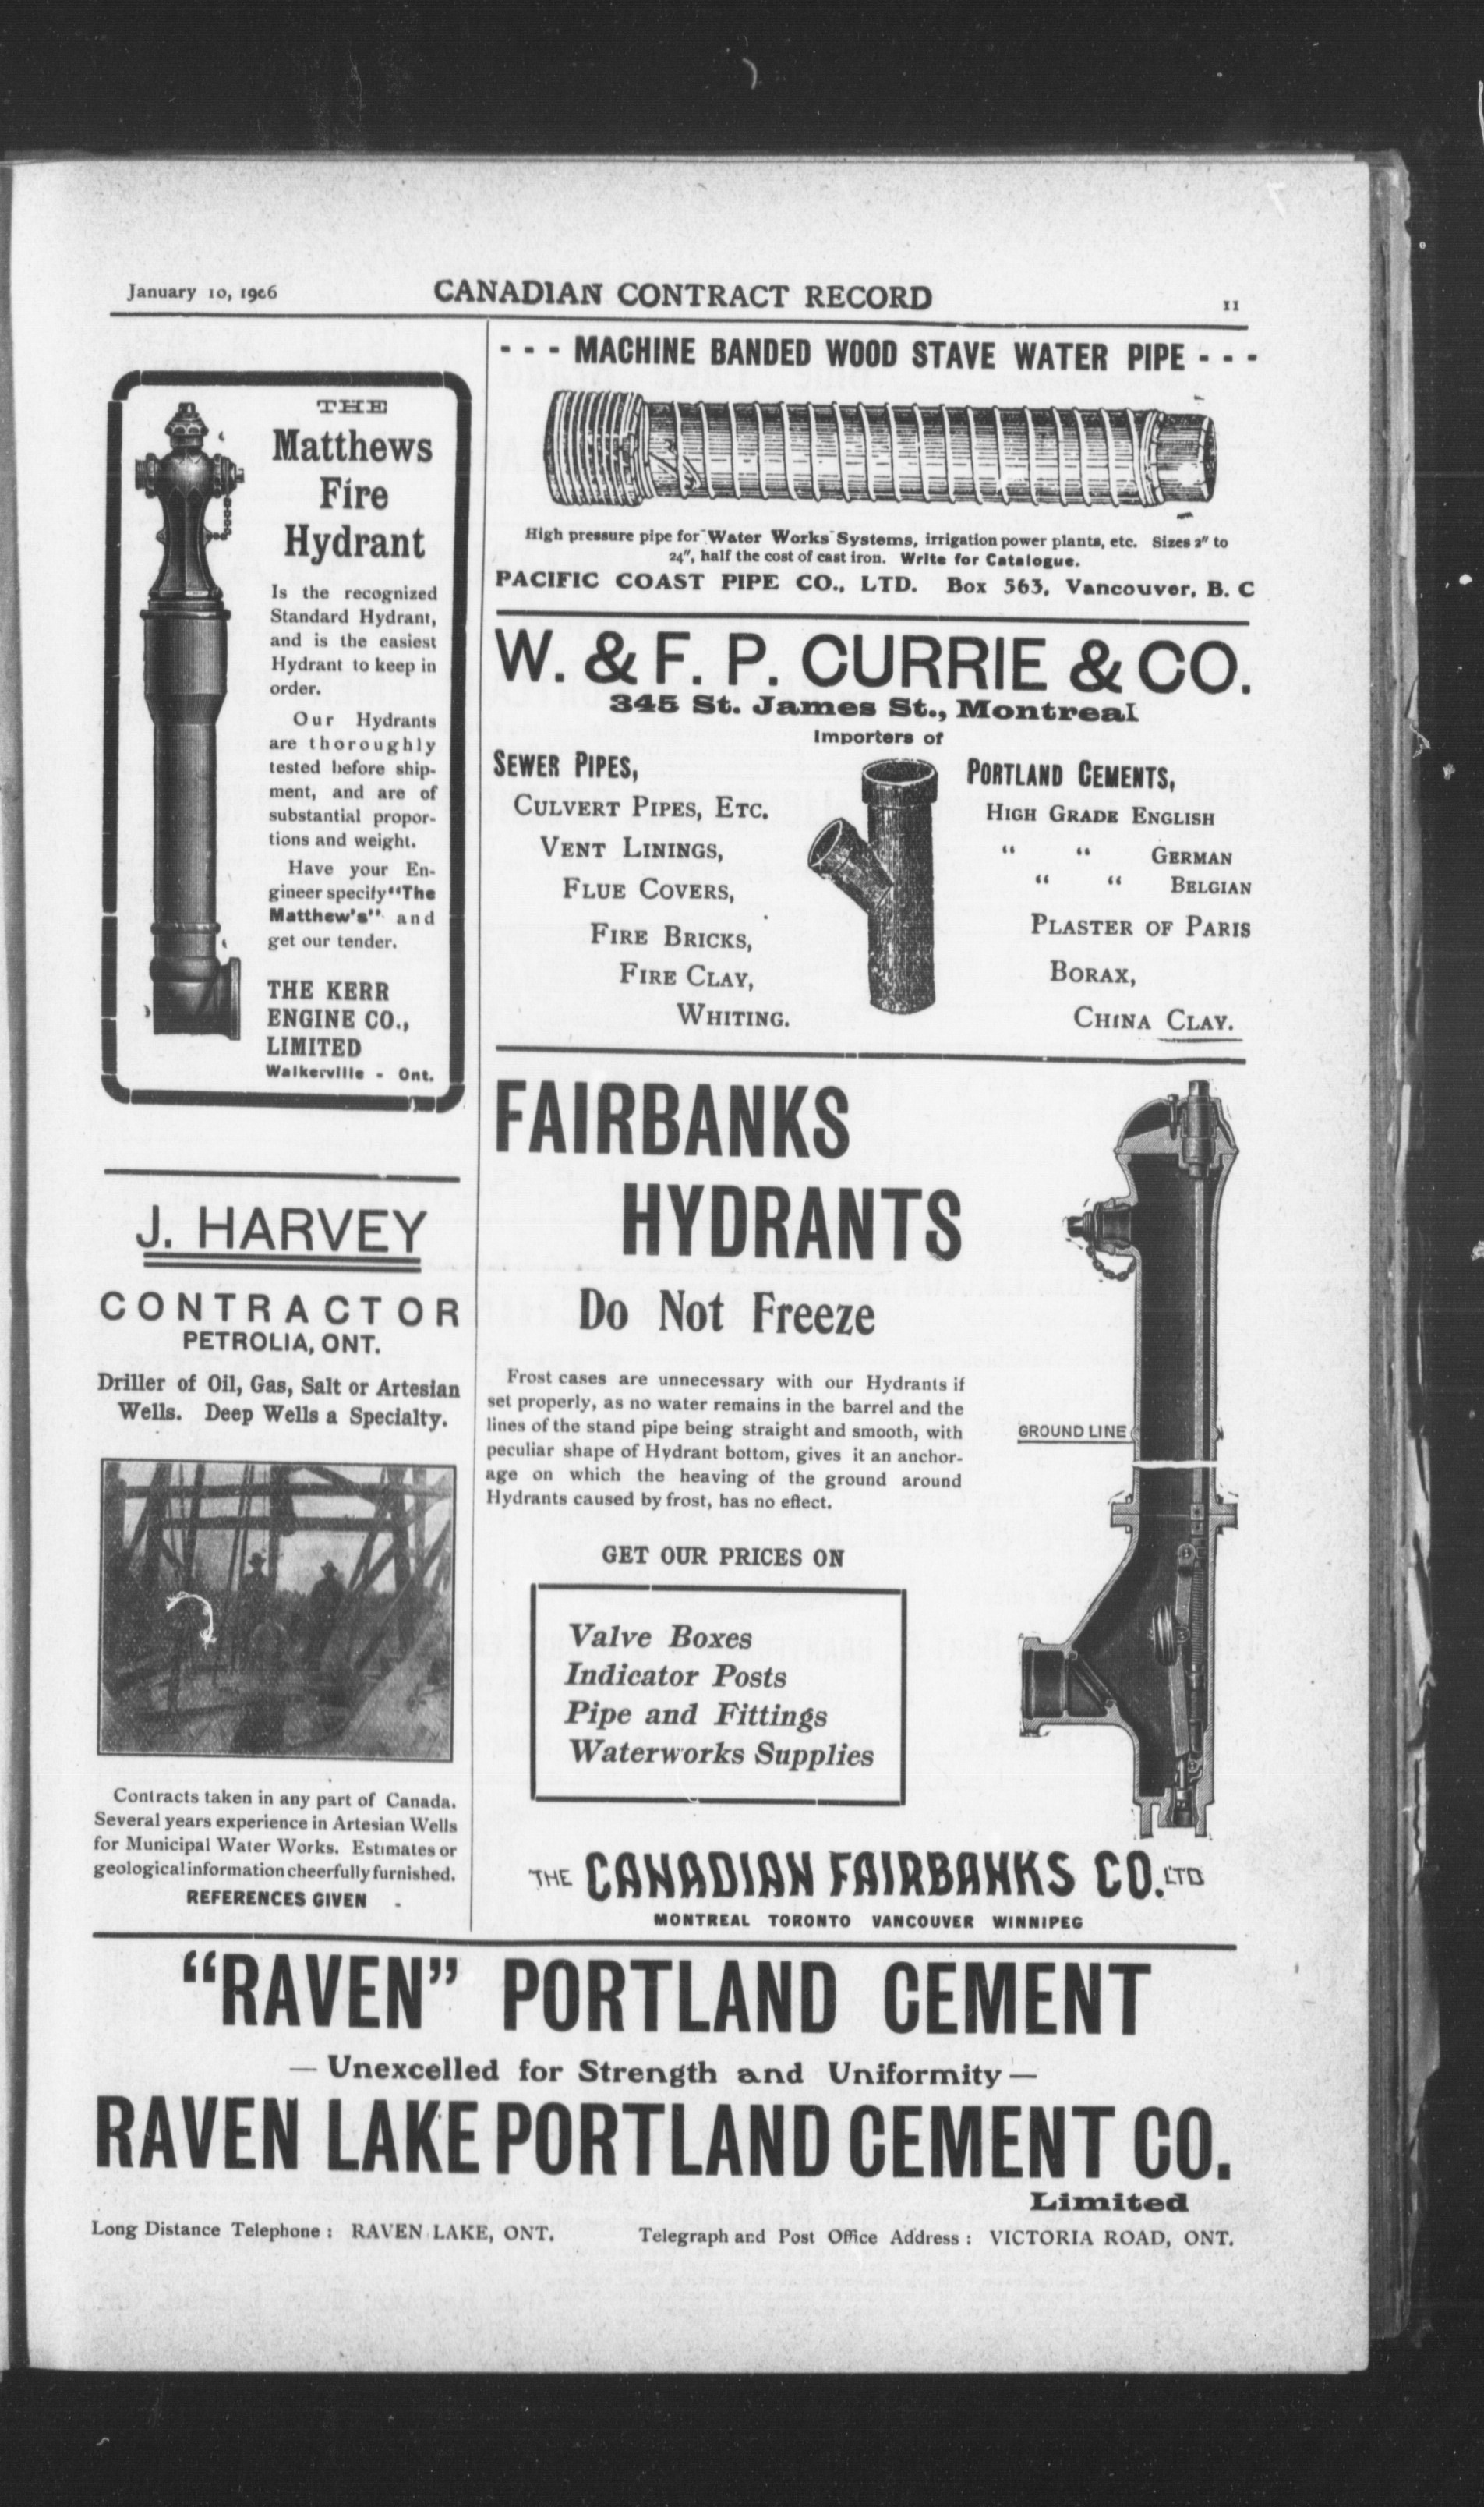 January 10, 1906
CANADIAN CONTRACT RECORD
11
THE
Matthews
Fire
Hydrant
Is the recognized
Standard Hydrant,
and is the easiest
Hydrant to keep in
order.
Our Hydrants
are thoroughly
tested before ship-
ment, and are of
substantial propor-
tions and weight.
Have your En-
gineer specify "The
Matthew's" and
get our tender.
THE KERR
ENGINE CO.,
LIMITED
Walkerville - Ont.
J. HARVEY
CONTRACTOR
PETROLIA, ONT.
Driller of Oil, Gas, Salt or Artesian
Wells. Deep Wells a Specialty.
Contracts taken in any part of Canada.
Several years experience in Artesian Wells
for Municipal Water Works. Estimates or
geological information cheerfully furnished.
REFERENCES GIVEN
- - - MACHINE BANDED WOOD STAVE WATER PIPE - - -
High pressure pipe for Water Works Systems, irrigation power plants, etc. Sizes 2" to
24", half the cost of cast iron. Write for Catalogue.
PACIFIC COAST PIPE CO., LTD. Box 563, Vancouver, B. C
W. & F. P. CURRIE & CO.
345 St. James St., Montreal
Importers of
SEWER PIPES,
CULVERT PIPES, ETC.
VENT LININGS,
FLUE COVERS,
FIRE BRICKS,
FIRE CLAY,
WHITING.
PORTLAND CEMENTS,
HIGH GRADE ENGLISH
" " GERMAN
" " BELGIAN
PLASTER OF PARIS
BORAX,
CHINA CLAY.
FAIRBANKS
HYDRANTS
Do Not Freeze
Frost cases are unnecessary with our Hydrants if
set properly, as no water remains in the barrel and the
lines of the stand pipe being straight and smooth, with
peculiar shape of Hydrant bottom, gives it an anchor-
age on which the heaving of the ground around
Hydrants caused by frost, has no effect.
GROUND LINE
GET OUR PRICES ON
Valve Boxes
Indicator Posts
Pipe and Fittings
Waterworks Supplies
THE CANADIAN FAIRBANKS CO. LTD
MONTREAL TORONTO VANCOUVER WINNIPEG
"RAVEN" PORTLAND CEMENT
— Unexcelled for Strength and Uniformity —
RAVEN LAKE PORTLAND CEMENT CO.
Limited
Long Distance Telephone : RAVEN LAKE, ONT. Telegraph and Post Office Address : VICTORIA ROAD, ONT.